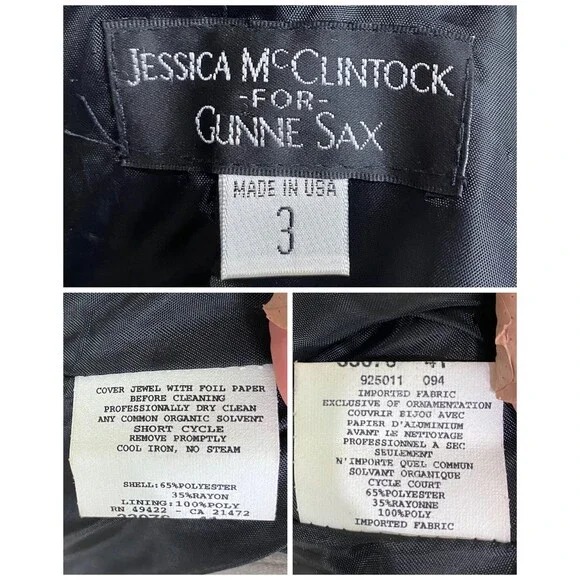 JESSICA McCLINTOCK
-FOR-
GUNNE SAX
MADE IN USA
3
COVER JEWEL WITH FOIL PAPER
BEFORE CLEANING
PROFESSIONALLY DRY CLEAN
ANY COMMON ORGANIC SOLVENT
SHORT CYCLE
REMOVE PROMPTLY
COOL IRON, NO STEAM
SHELL:65%POLYESTER
35%RAYON
LINING:100%POLY
RN 49422 - CA 21472
925011 094
IMPORTED FABRIC
EXCLUSIVE OF ORNAMENTATION
COUVRIR BIJOU AVEC
PAPIER D'ALUMINIUM
AVANT LE NETTOYAGE
PROFESSIONNEL A SEC
SEULEMENT
N'IMPORTE QUEL COMMUN
SOLVANT ORGANIQUE
CYCLE COURT
65%POLYESTER
35%RAYONNE
100%POLY
IMPORTED FABRIC